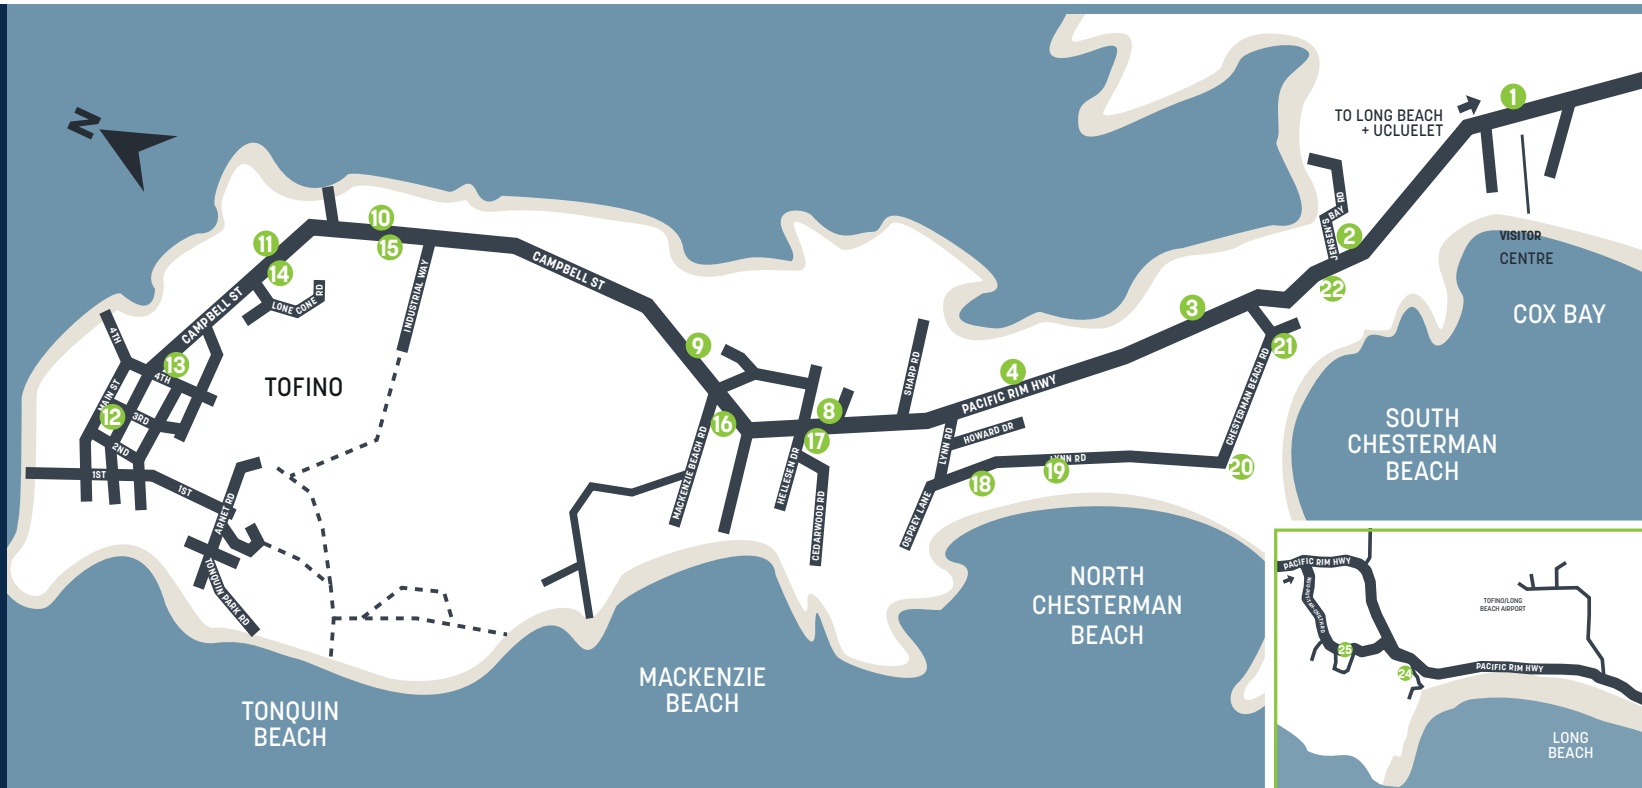 N
TO LONG BEACH
+ UCLUELET
1
JENSEN'S BAY RD
2
VISITOR
CENTRE
COX BAY
22
3
21
CHESTERMAN BEACH RD
20
SOUTH
CHESTERMAN
BEACH
10
15
11
14
CAMPBELL ST
INDUSTRIAL WAY
LONE CONE RD
CAMPBELL ST
4TH
13
4TH
MAIN ST
12
3RD
2ND
1ST
1ST
TOFINO
ARNET RD
TONQUIN PARK RD
9
16
MACKENZIE BEACH RD
8
17
HELLESEN DR
CEDARWOOD RD
SHARP RD
4
PACIFIC RIM HWY
LYNN RD
HOWARD DR
LYNN RD
19
18
OSPREY LANE
NORTH
CHESTERMAN
BEACH
MACKENZIE
BEACH
TONQUIN
BEACH
PACIFIC RIM HWY
TOFINO/LONG
BEACH AIRPORT
25
24
PACIFIC RIM HWY
LONG
BEACH